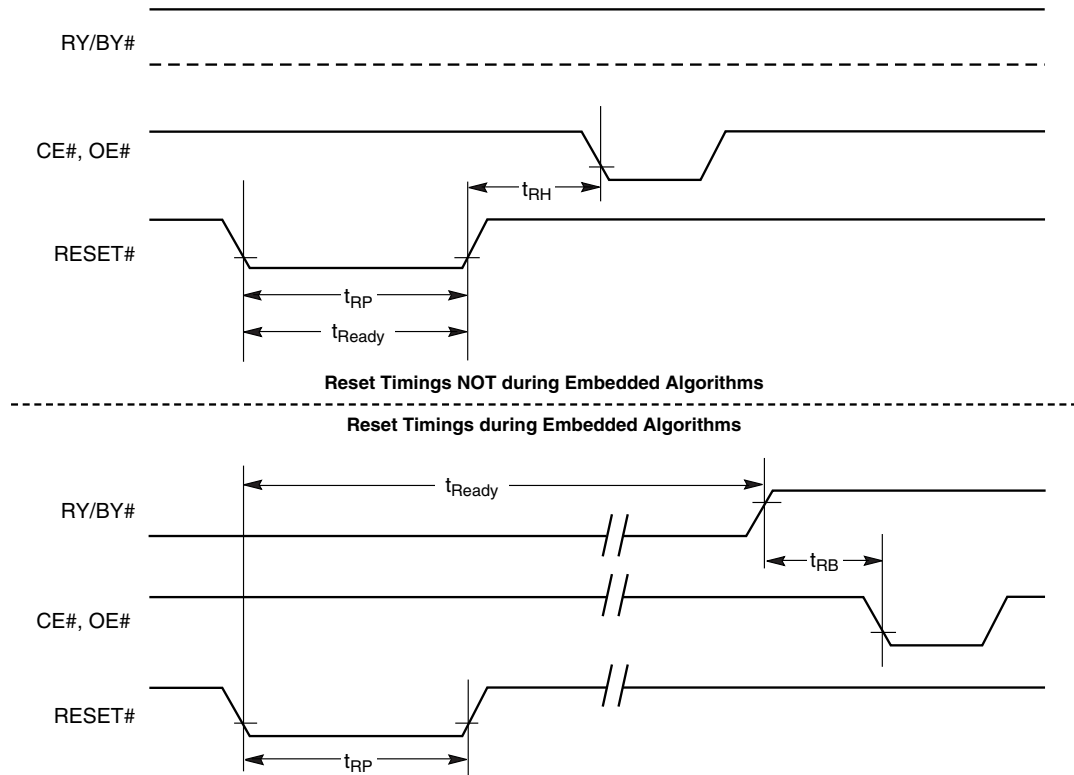 RY/BY#
CE#, OE#
tRH
RESET#
tRP
tReady
Reset Timings NOT during Embedded Algorithms
Reset Timings during Embedded Algorithms
tReady
RY/BY#
tRB
CE#, OE#
RESET#
tRP